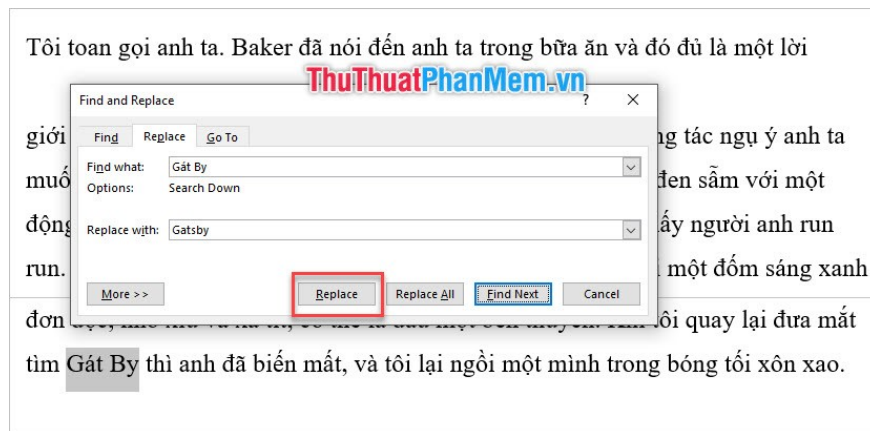 Tôi toan gọi anh ta. Baker đã nói đến anh ta trong bữa ăn và đó đủ là một lời
ThuThuatPhanMem.vn
Find and Replace
?
Find
Replace
Go To
Find what:
Gát By
Options:
Search Down
Replace with:
Gatsby
More >>
Replace
Replace All
Find Next
Cancel
giới
tác ngụ ý anh ta
muố
đen sẫm với một
động
người anh run
run.
một đốm sáng xanh
đơn
quay lại đưa mắt
tìm Gát By thì anh đã biến mất, và tôi lại ngồi một mình trong bóng tối xôn xao.